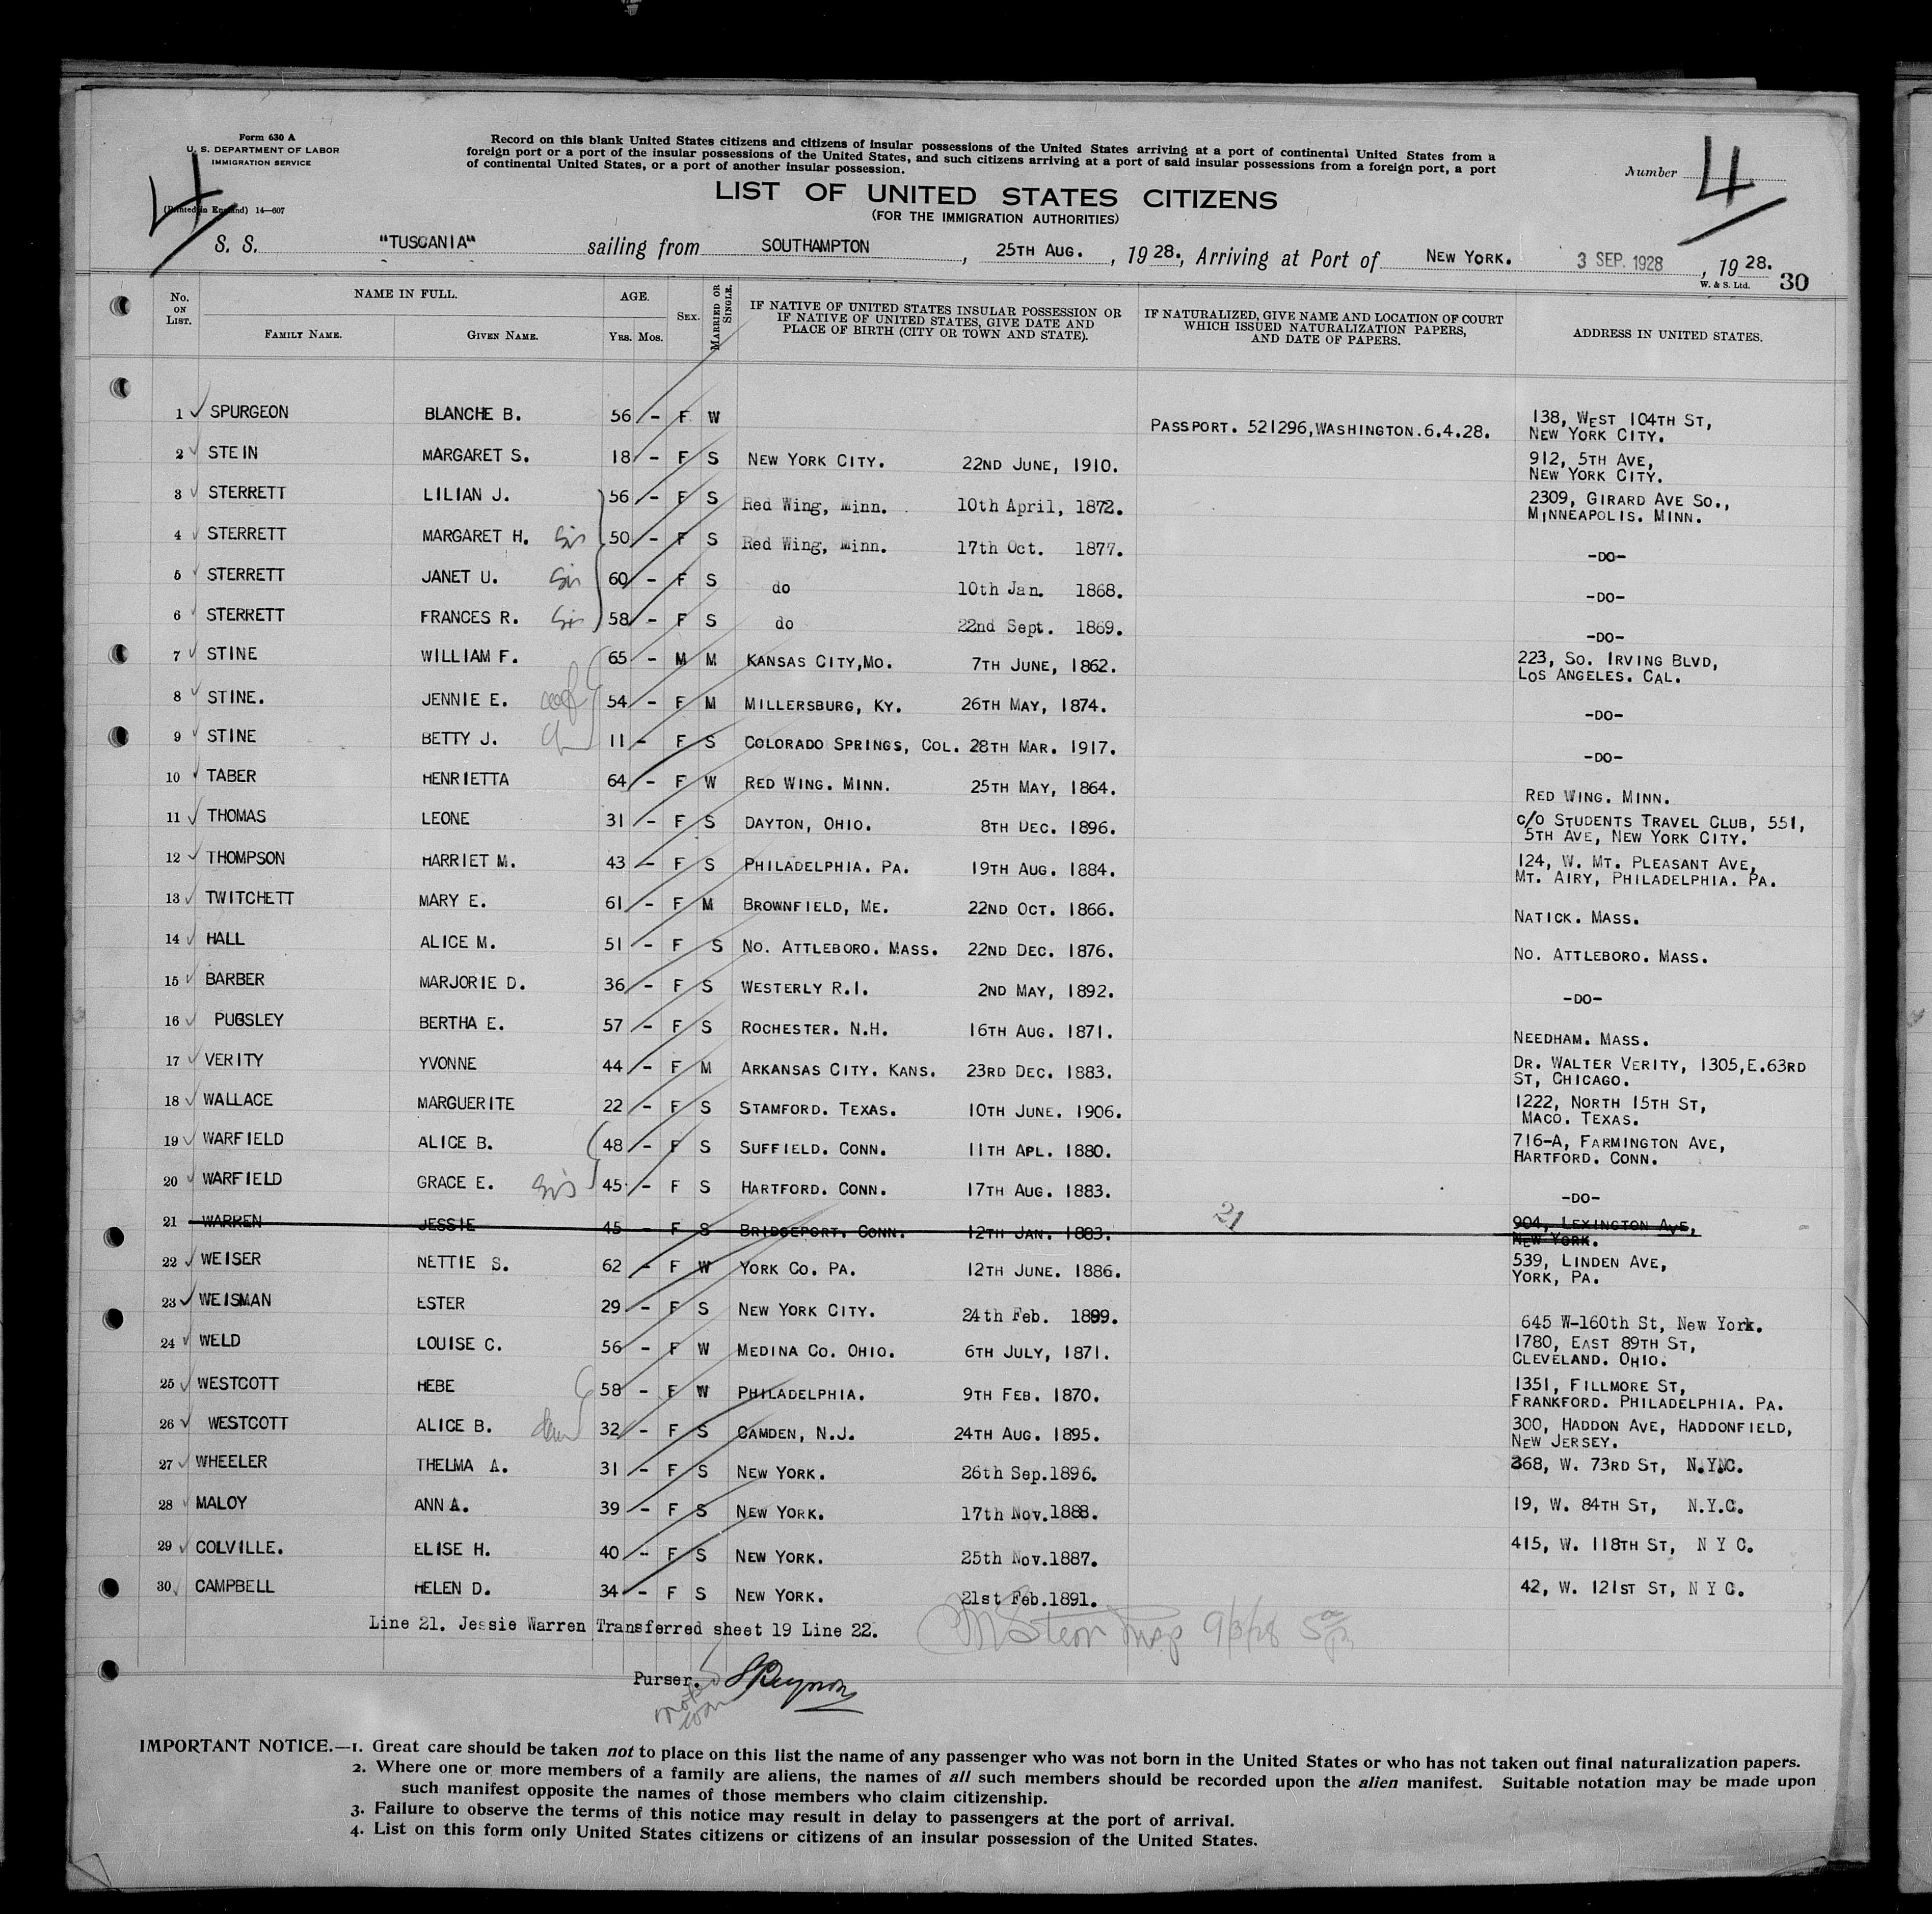 Form 630 A
U. S. DEPARTMENT OF LABOR
IMMIGRATION SERVICE
(Printed in England) 14—607
4
Record on this blank United States citizens and citizens of insular possessions of the United States arriving at a port of continental United States from a
foreign port or a port of the insular possessions of the United States, and such citizens arriving at a port of said insular possessions from a foreign port, a port
of continental United States, or a port of another insular possession.
Number 4
LIST OF UNITED STATES CITIZENS
(FOR THE IMMIGRATION AUTHORITIES)
S. S. "TUSCANIA" sailing from SOUTHAMPTON, 25TH AUG., 1928., Arriving at Port of NEW YORK. 3 SEP. 1928, 1928.
W. & S. Ltd. 30
No. ON LIST. NAME IN FULL. FAMILY NAME. GIVEN NAME. AGE. YRS. MOS. SEX. MARRIED OR SINGLE. IF NATIVE OF UNITED STATES INSULAR POSSESSION OR IF NATIVE OF UNITED STATES, GIVE DATE AND PLACE OF BIRTH (CITY OR TOWN AND STATE). IF NATURALIZED, GIVE NAME AND LOCATION OF COURT WHICH ISSUED NATURALIZATION PAPERS, AND DATE OF PAPERS. ADDRESS IN UNITED STATES.
1 SPURGEON BLANCHE B. 56 - F W PASSPORT. 521296, WASHINGTON. 6.4.28. 138, WEST 104TH ST, NEW YORK CITY.
2 STEIN MARGARET S. 18 - F S NEW YORK CITY. 22ND JUNE, 1910. 912, 5TH AVE, NEW YORK CITY.
3 STERRETT LILIAN J. 56 - F S Red Wing, Minn. 10th April, 1872. 2309, GIRARD AVE SO., MINNEAPOLIS. MINN.
4 STERRETT MARGARET H. Sis 50 - F S Red Wing, Minn. 17th Oct. 1877. -DO-
5 STERRETT JANET U. Sis 60 - F S do 10th Jan. 1868. -DO-
6 STERRETT FRANCES R. Sis 58 - F S do 22nd Sept. 1869. -DO-
7 STINE WILLIAM F. 65 - M M KANSAS CITY, MO. 7TH JUNE, 1862. 223, SO. IRVING BLVD, LOS ANGELES. CAL.
8 STINE. JENNIE E. wf 54 - F M MILLERSBURG, KY. 26TH MAY, 1874. -DO-
9 STINE BETTY J. 11 - F S COLORADO SPRINGS, COL. 28TH MAR. 1917. -DO-
10 TABER HENRIETTA 64 - F W RED WING. MINN. 25TH MAY, 1864. RED WING. MINN.
11 THOMAS LEONE 31 - F S DAYTON, OHIO. 8TH DEC. 1896. C/O STUDENTS TRAVEL CLUB, 551, 5TH AVE, NEW YORK CITY.
12 THOMPSON HARRIET M. 43 - F S PHILADELPHIA. PA. 19TH AUG. 1884. 124, W. MT. PLEASANT AVE, MT. AIRY, PHILADELPHIA. PA.
13 TWITCHETT MARY E. 61 - F M BROWNFIELD, ME. 22ND OCT. 1866. NATICK. MASS.
14 HALL ALICE M. 51 - F S NO. ATTLEBORO. MASS. 22ND DEC. 1876. NO. ATTLEBORO. MASS.
15 BARBER MARJORIE D. 36 - F S WESTERLY R.I. 2ND MAY, 1892. -DO-
16 PUGSLEY BERTHA E. 57 - F S ROCHESTER. N.H. 16TH AUG. 1871. NEEDHAM. MASS.
17 VERITY YVONNE 44 - F M ARKANSAS CITY. KANS. 23RD DEC. 1883. DR. WALTER VERITY, 1305, E. 63RD ST, CHICAGO.
18 WALLACE MARGUERITE 22 - F S STAMFORD. TEXAS. 10TH JUNE. 1906. 1222, NORTH 15TH ST, MACO. TEXAS.
19 WARFIELD ALICE B. 48 - F S SUFFIELD. CONN. 11TH APL. 1880. 716-A, FARMINGTON AVE, HARTFORD. CONN.
20 WARFIELD GRACE E. Sis 45 - F S HARTFORD. CONN. 17TH AUG. 1883. -DO-
21 WARREN JESSIE 45 - F S BRIDGEPORT. CONN. 12TH JAN. 1883. 21 904, LEXINGTON AVE, NEW YORK.
22 WEISER NETTIE S. 62 - F W YORK CO. PA. 12TH JUNE. 1886. 539, LINDEN AVE, YORK, PA.
23 WEISMAN ESTER 29 - F S NEW YORK CITY. 24th Feb. 1899. 645 W-160th St, New York.
24 WELD LOUISE C. 56 - F W MEDINA CO. OHIO. 6TH JULY, 1871. 1780, EAST 89TH ST, CLEVELAND. OHIO.
25 WESTCOTT HEBE 58 - F W PHILADELPHIA. 9TH FEB. 1870. 1351, FILLMORE ST, FRANKFORD. PHILADELPHIA. PA.
26 WESTCOTT ALICE B. dau 32 - F S CAMDEN, N.J. 24TH AUG. 1895. 300, HADDON AVE, HADDONFIELD, NEW JERSEY.
27 WHEELER THELMA A. 31 - F S NEW YORK. 26th Sep. 1896. 368, W. 73RD ST, N.Y.C.
28 MALOY ANN A. 39 - F S NEW YORK. 17th Nov. 1888. 19, W. 84TH ST, N.Y.C.
29 COLVILLE. ELISE H. 40 - F S NEW YORK. 25th Nov. 1887. 415, W. 118TH ST, N Y C.
30 CAMPBELL HELEN D. 34 - F S NEW YORK. 21st Feb. 1891. 42, W. 121ST ST, N Y C.
Line 21. Jessie Warren Transferred sheet 19 Line 22.
9/3/28
Purser.
IMPORTANT NOTICE.—1. Great care should be taken not to place on this list the name of any passenger who was not born in the United States or who has not taken out final naturalization papers.
2. Where one or more members of a family are aliens, the names of all such members should be recorded upon the alien manifest. Suitable notation may be made upon
such manifest opposite the names of those members who claim citizenship.
3. Failure to observe the terms of this notice may result in delay to passengers at the port of arrival.
4. List on this form only United States citizens or citizens of an insular possession of the United States.